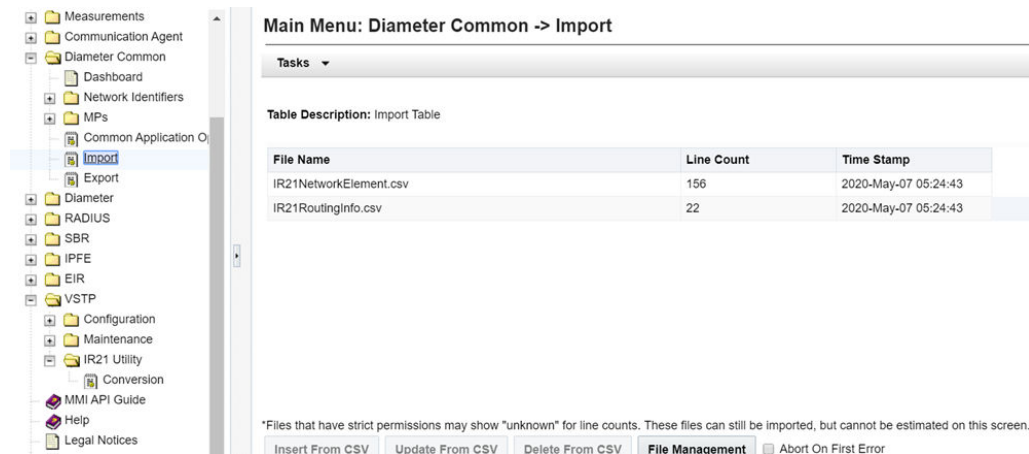 Measurements
Communication Agent
Diameter Common
Dashboard
Network Identifiers
MPs
Common Application O
Import
Export
Diameter
RADIUS
SBR
IPFE
EIR
VSTP
Configuration
Maintenance
IR21 Utility
Conversion
MMI API Guide
Help
Legal Notices
Main Menu: Diameter Common -> Import
Tasks
Table Description: Import Table
File Name Line Count Time Stamp
IR21NetworkElement.csv 156 2020-May-07 05:24:43
IR21RoutingInfo.csv 22 2020-May-07 05:24:43
*Files that have strict permissions may show "unknown" for line counts. These files can still be imported, but cannot be estimated on this screen.
Insert From CSV Update From CSV Delete From CSV File Management Abort On First Error